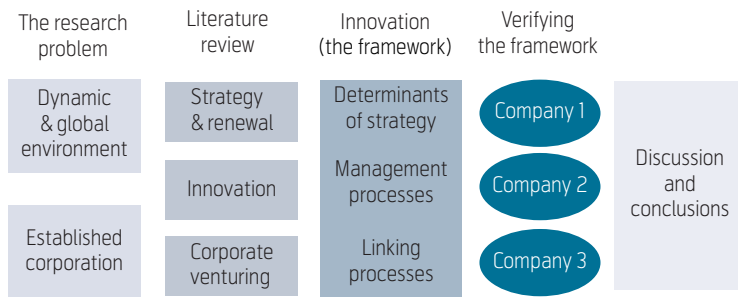 The research
problem
Dynamic
& global
environment
Established
corporation
Literature
review
Strategy
& renewal
Innovation
Corporate
venturing
Innovation
(the framework)
Determinants
of strategy
Management
processes
Linking
processes
Verifying
the framework
Company 1
Company 2
Company 3
Discussion
and
conclusions